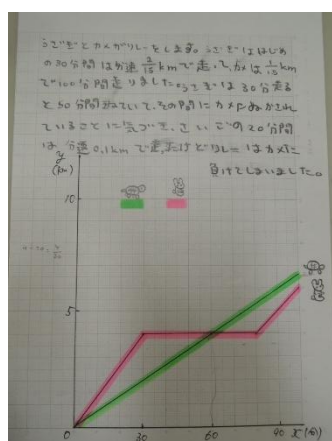 うさぎとカメがリレーをします。うさぎははじめ
の30分間は分速 2/15 kmで走って、カメは 1/15 km
で100分間走りました。うさぎは30分走る
と50分間ねていて、その間にカメにぬかされ
ていることに気づき、さいごの20分間
は分速0.1kmで走ったけどリレーはカメに
負けてしまいました。
y
(km)
10
5
0 30 60 90 x(分)